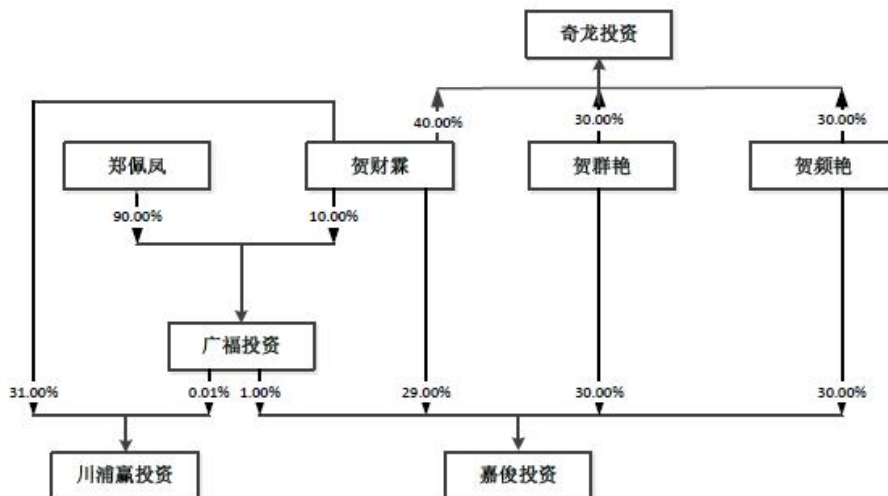 奇龙投资
40.00%
30.00%
30.00%
郑佩凤
贺财霖
贺群艳
贺频艳
90.00%
10.00%
广福投资
31.00%
0.01%
1.00%
29.00%
30.00%
30.00%
川浦赢投资
嘉俊投资